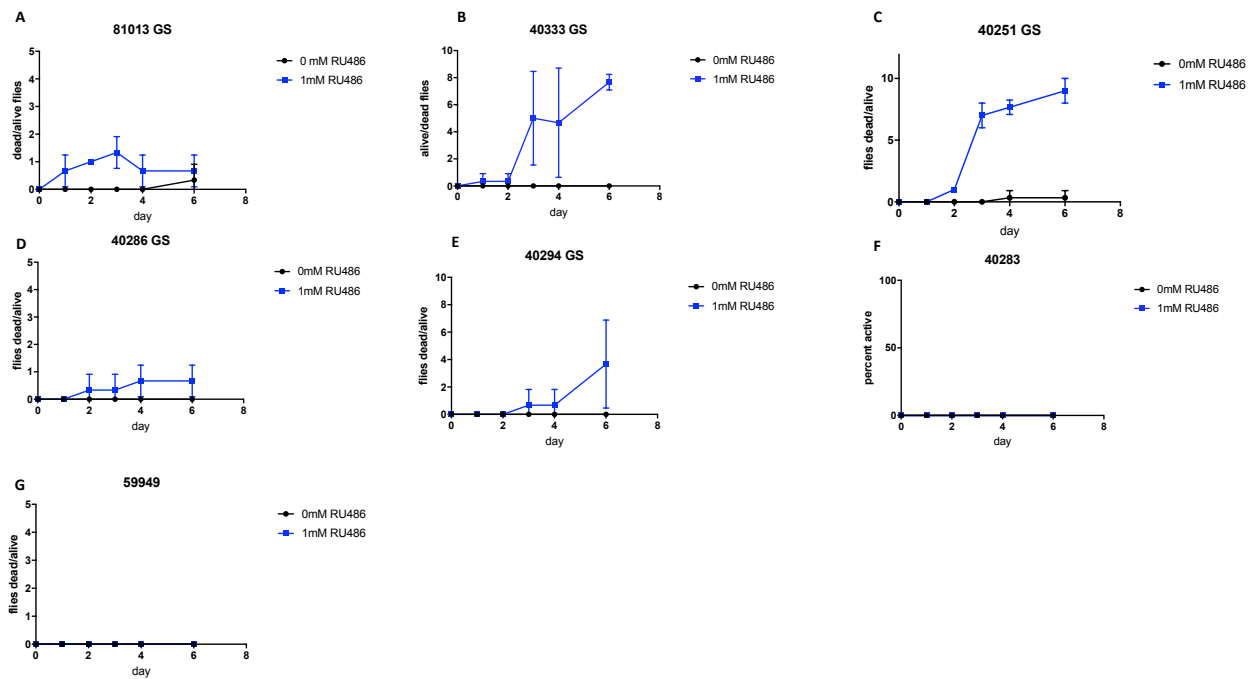 A
81013 GS
dead/alive flies
5
4
3
2
1
0
0 2 4 6 8
day
0 mM RU486
1mM RU486
B
40333 GS
alive/dead flies
10
8
6
4
2
0
0 2 4 6 8
day
0mM RU486
1mM RU486
C
40251 GS
flies dead/alive
10
5
0
0 2 4 6 8
day
0mM RU486
1mM RU486
D
40286 GS
flies dead/alive
5
4
3
2
1
0
0 2 4 6 8
day
0mM RU486
1mM RU486
E
40294 GS
flies dead/alive
10
8
6
4
2
0
0 2 4 6 8
day
0mM RU486
1mM RU486
F
40283
percent active
100
50
0
0 2 4 6 8
day
0mM RU486
1mM RU486
G
59949
flies dead/alive
5
4
3
2
1
0
0 2 4 6 8
day
0mM RU486
1mM RU486